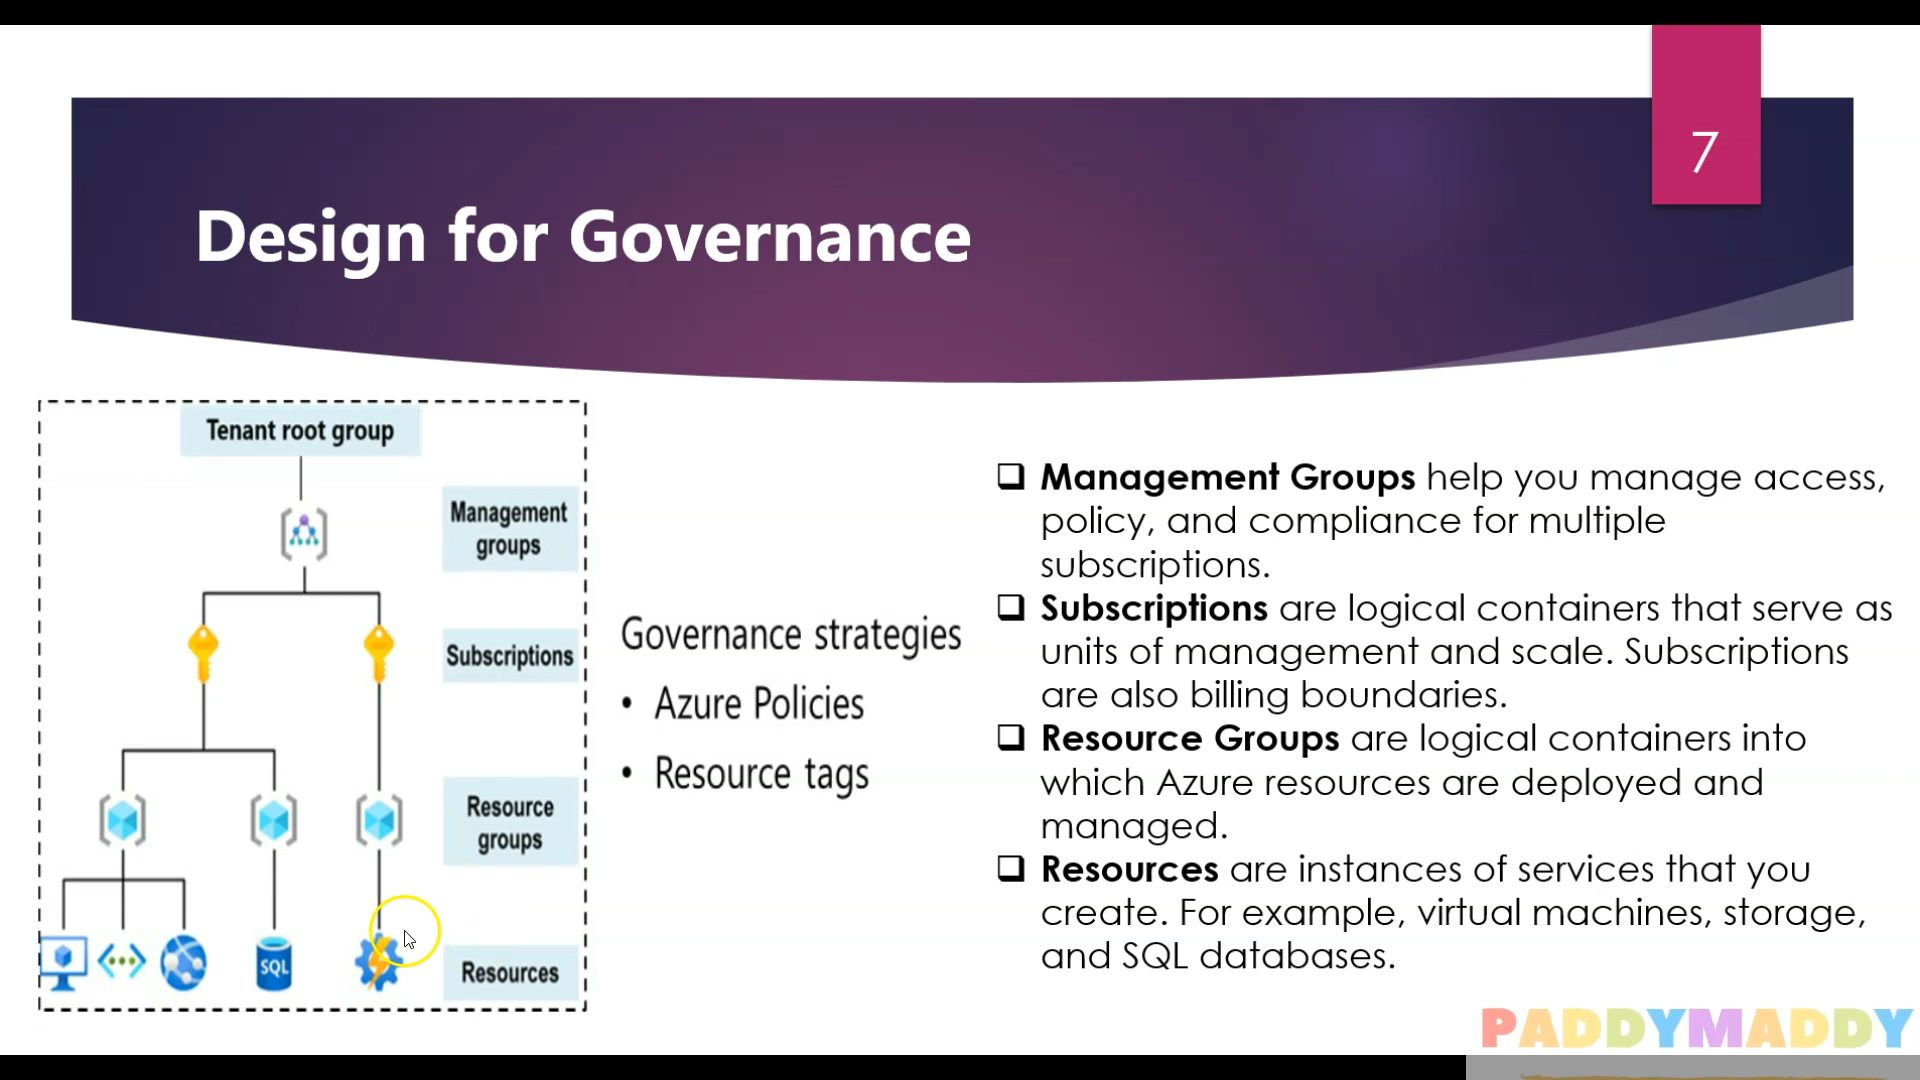 7
Design for Governance
Tenant root group
Management
groups
Subscriptions
Resource
groups
SQL
Resources
Governance strategies
• Azure Policies
• Resource tags
❑ Management Groups help you manage access,
policy, and compliance for multiple
subscriptions.
❑ Subscriptions are logical containers that serve as
units of management and scale. Subscriptions
are also billing boundaries.
❑ Resource Groups are logical containers into
which Azure resources are deployed and
managed.
❑ Resources are instances of services that you
create. For example, virtual machines, storage,
and SQL databases.
PADDYMADDY